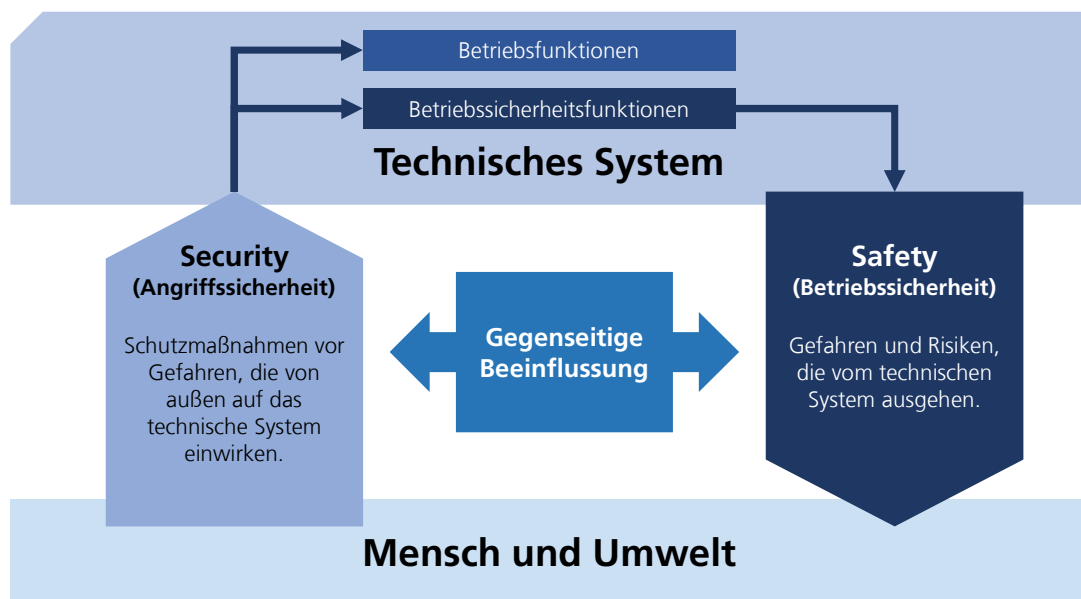 Betriebsfunktionen
Betriebssicherheitsfunktionen
Technisches System
Security
(Angriffssicherheit)
Schutzmaßnahmen vor
Gefahren, die von
außen auf das
technische System
einwirken.
Gegenseitige
Beeinflussung
Safety
(Betriebssicherheit)
Gefahren und Risiken,
die vom technischen
System ausgehen.
Mensch und Umwelt